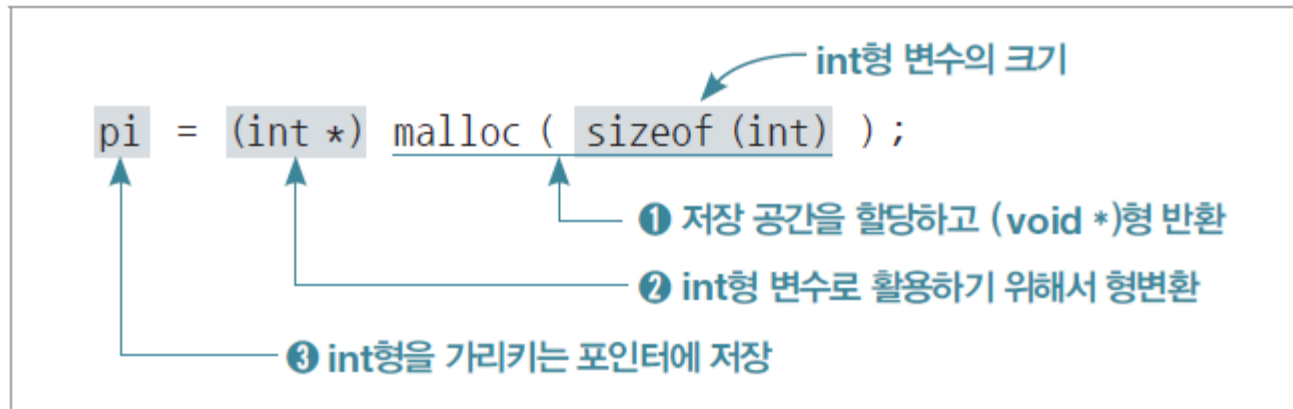 int형 변수의 크기
pi = (int *) malloc ( sizeof (int) );
❶ 저장 공간을 할당하고 (void *)형 반환
❷ int형 변수로 활용하기 위해서 형변환
❸ int형을 가리키는 포인터에 저장